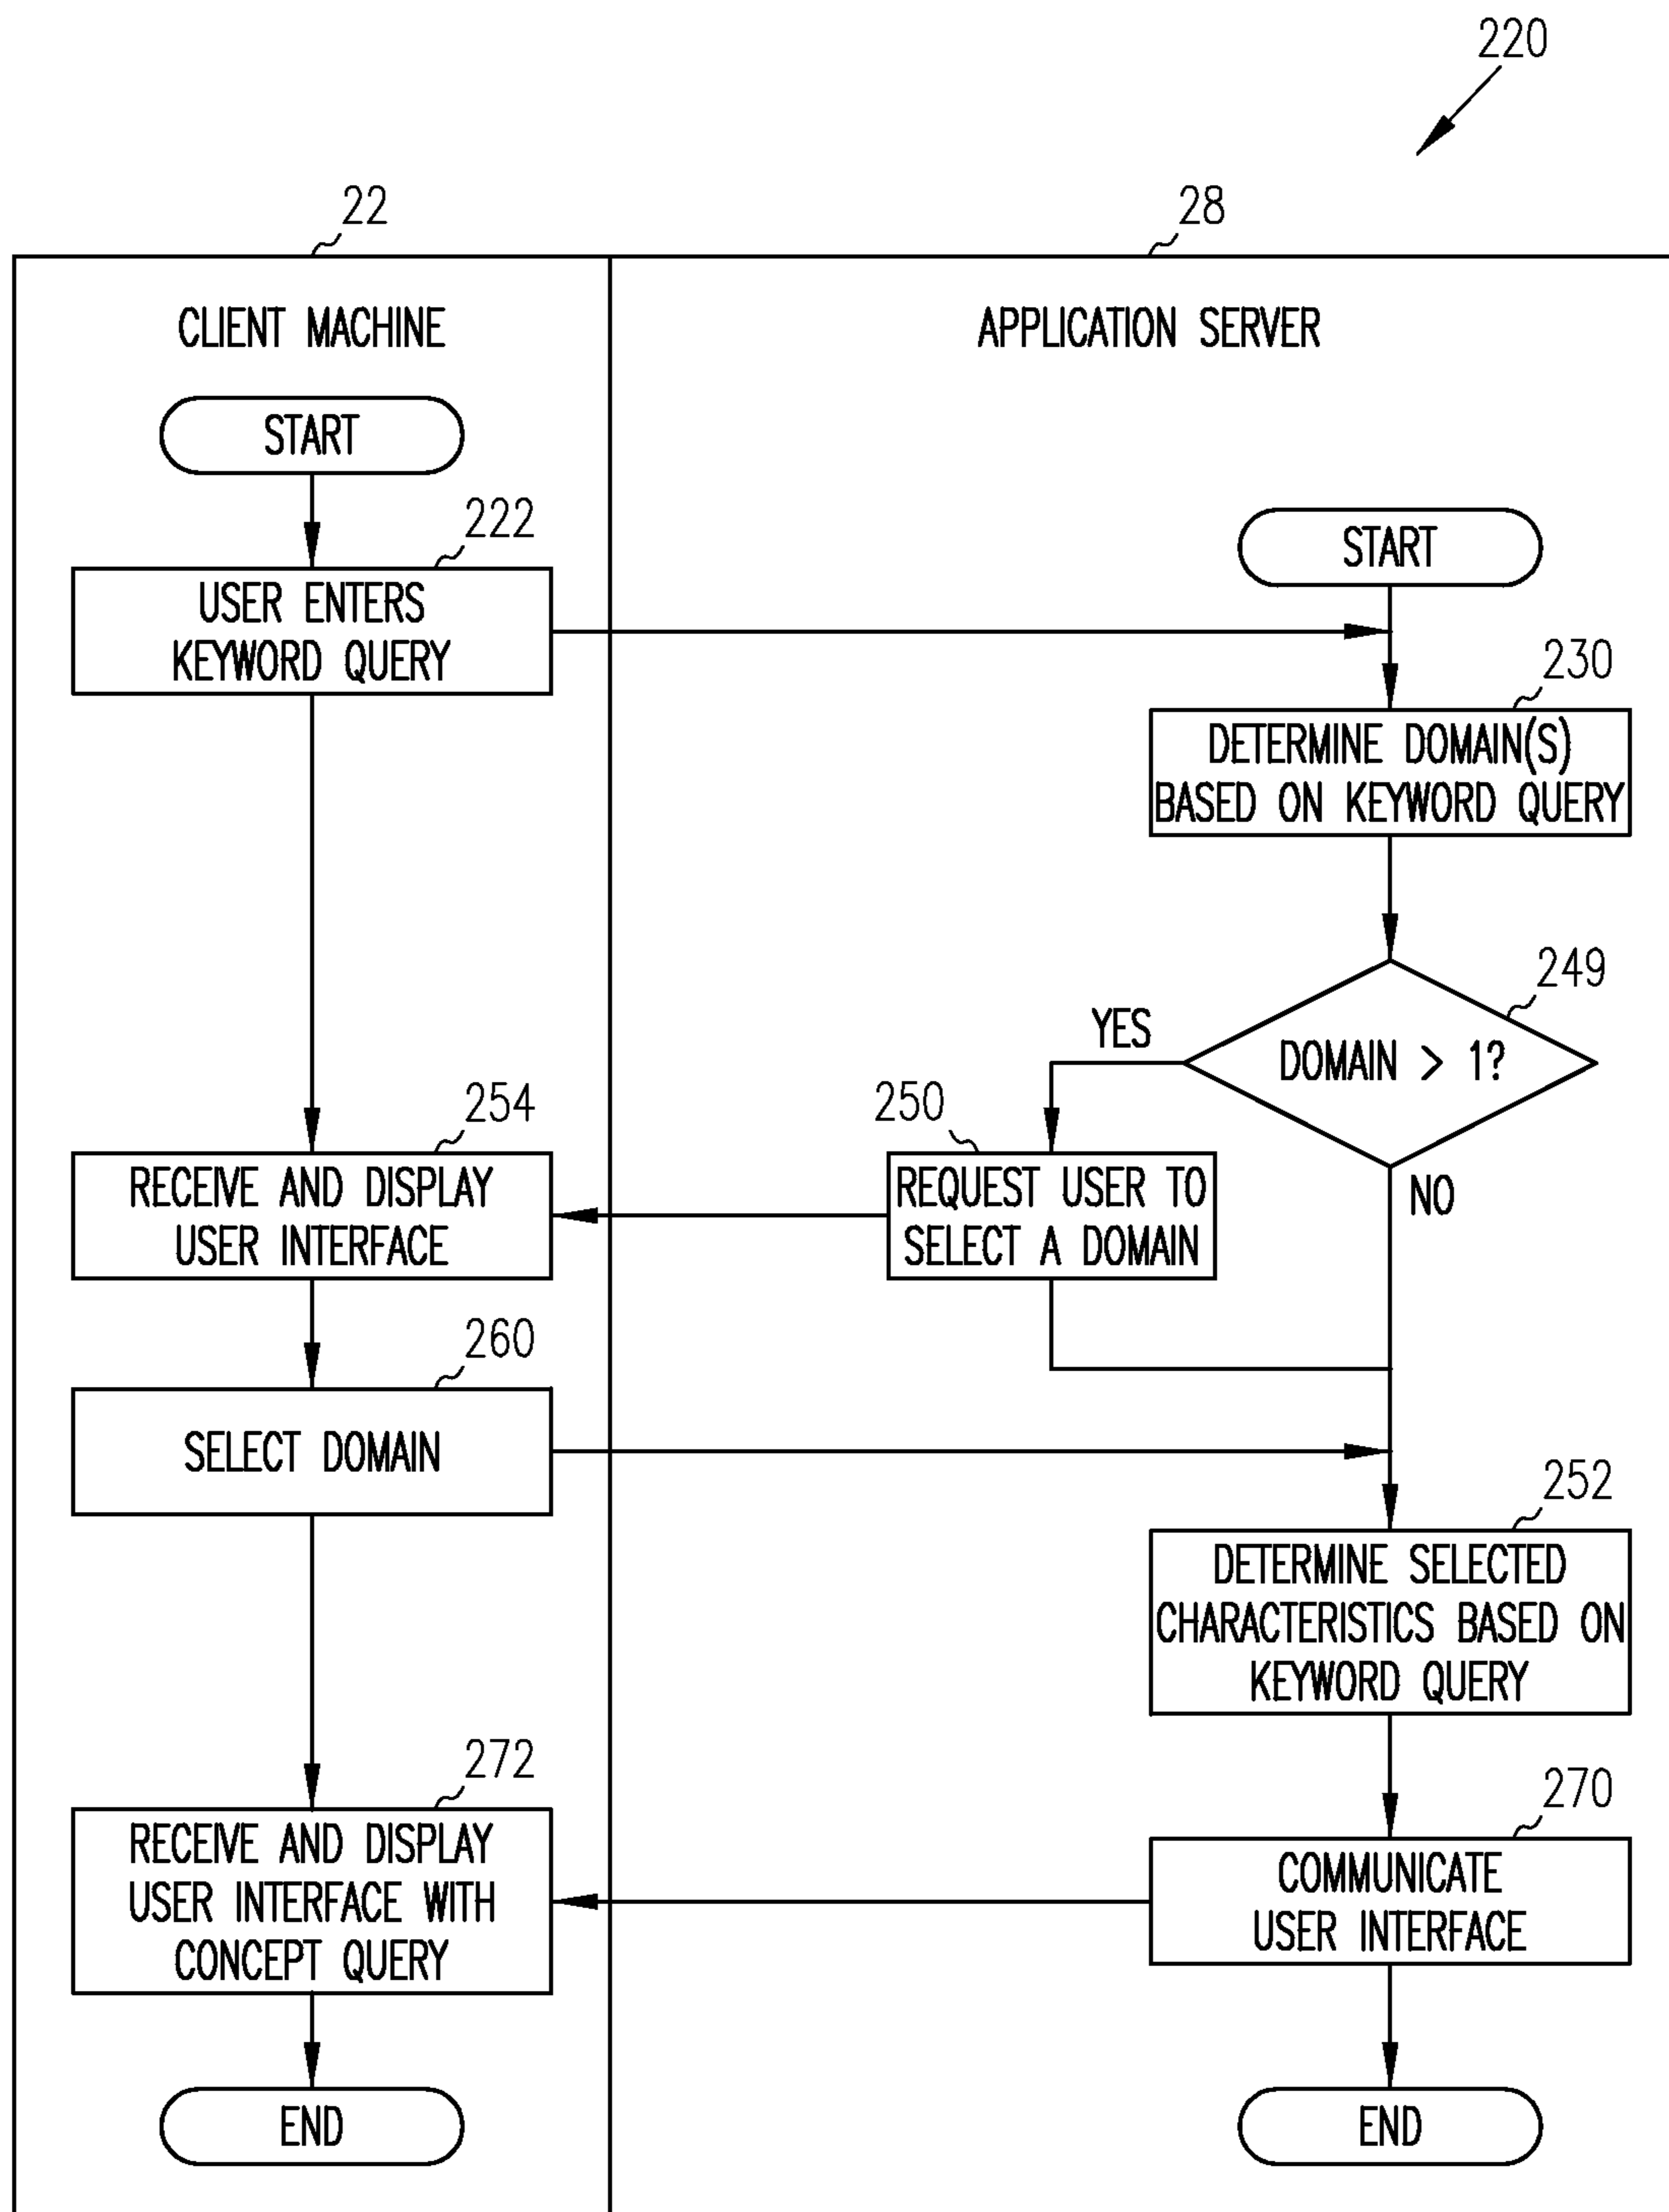 220
22
28
CLIENT MACHINE
APPLICATION SERVER
START
222
START
USER ENTERS
KEYWORD QUERY
230
DETERMINE DOMAIN(S)
BASED ON KEYWORD QUERY
249
YES
DOMAIN > 1?
254
250
RECEIVE AND DISPLAY
USER INTERFACE
REQUEST USER TO
SELECT A DOMAIN
NO
260
SELECT DOMAIN
252
DETERMINE SELECTED
CHARACTERISTICS BASED ON
KEYWORD QUERY
272
270
RECEIVE AND DISPLAY
USER INTERFACE WITH
CONCEPT QUERY
COMMUNICATE
USER INTERFACE
END
END